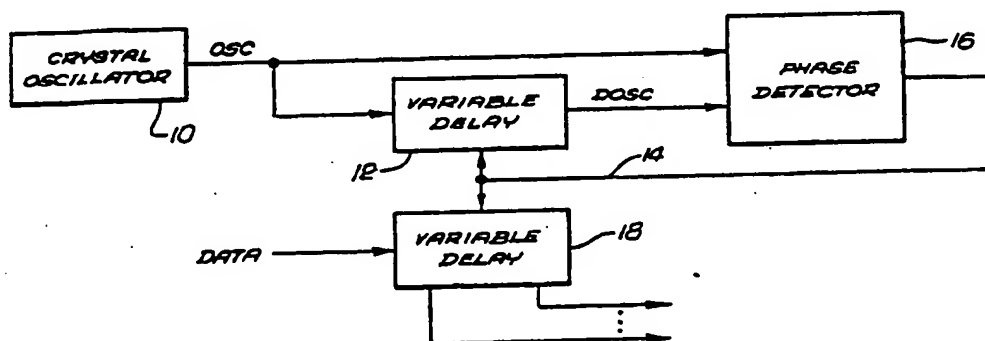 CRYSTAL
OSCILLATOR
10
OSC
VARIABLE
DELAY
12
DOSC
PHASE
DETECTOR
16
14
DATA
VARIABLE
DELAY
18